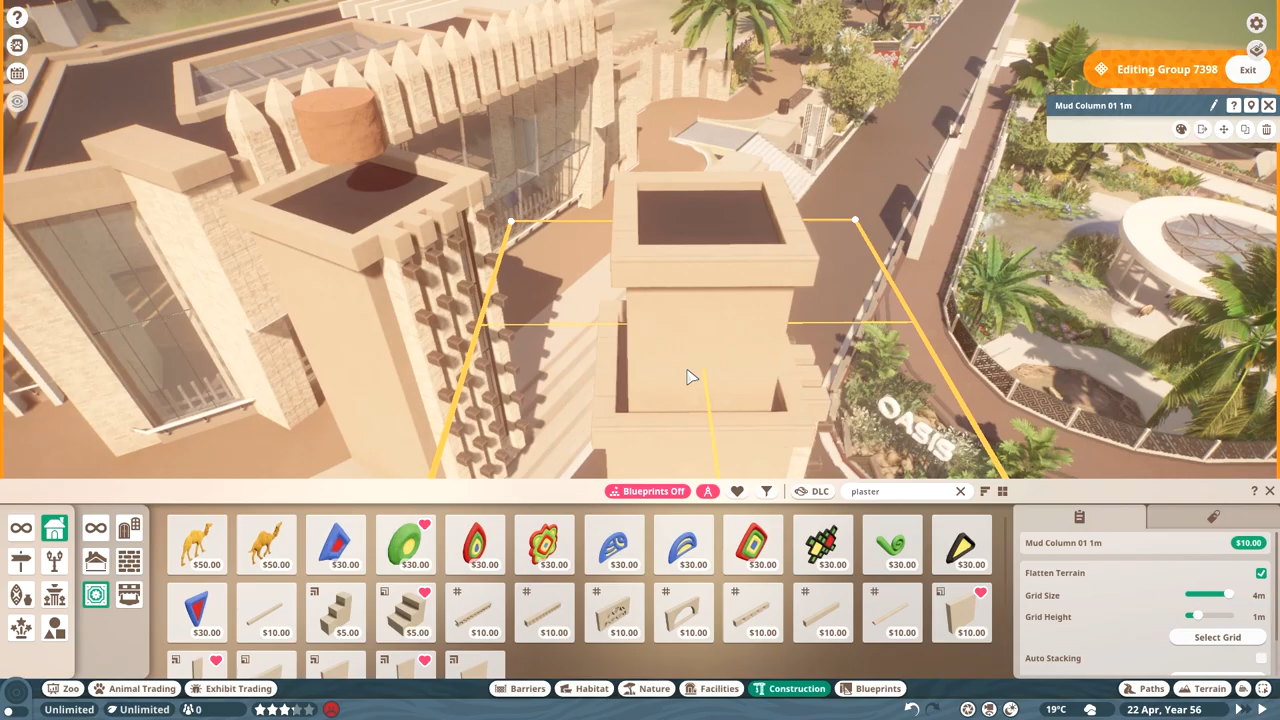 Editing Group 7398
Exit
Mud Column 01 1m
OASIS
Blueprints Off
DLC
plaster
$50.00
$50.00
$30.00
$30.00
$30.00
$30.00
$30.00
$30.00
$30.00
$30.00
$30.00
$30.00
$30.00
$10.00
$5.00
$5.00
$10.00
$10.00
$10.00
$10.00
$10.00
$10.00
$10.00
$10.00
Mud Column 01 1m
$10.00
Flatten Terrain
Grid Size
4m
Grid Height
1m
Select Grid
Auto Stacking
Zoo
Animal Trading
Exhibit Trading
Barriers
Habitat
Nature
Facilities
Construction
Blueprints
Paths
Terrain
Unlimited
Unlimited
0
19°C
22 Apr, Year 56